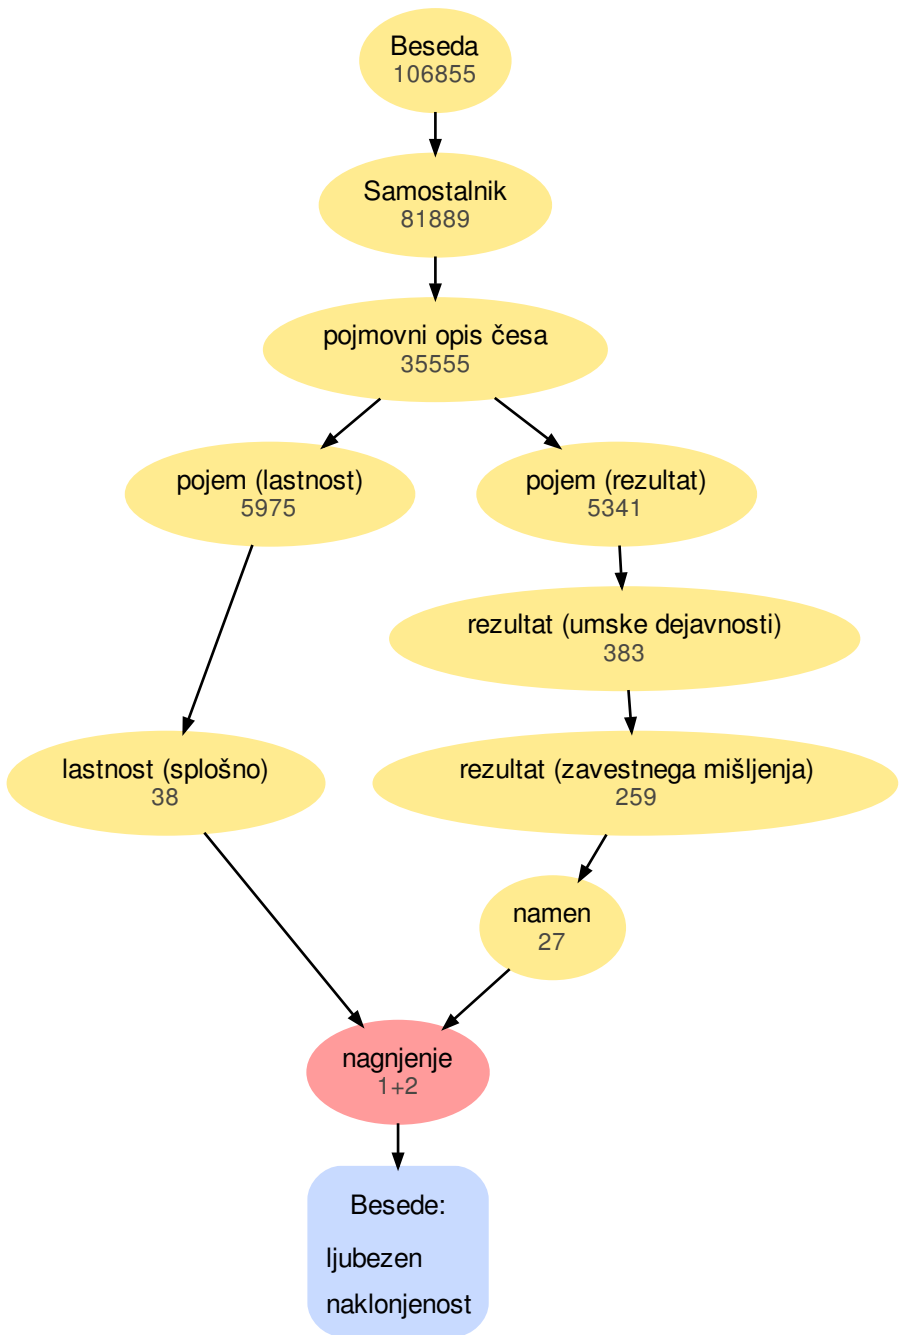 Beseda
106855
Samostalnik
81889
pojmovni opis česa
35555
pojem (lastnost)
5975
pojem (rezultat)
5341
rezultat (umske dejavnosti)
383
lastnost (splošno)
38
rezultat (zavestnega mišljenja)
259
namen
27
nagnjenje
1+2
Besede:
ljubezen
naklonjenost